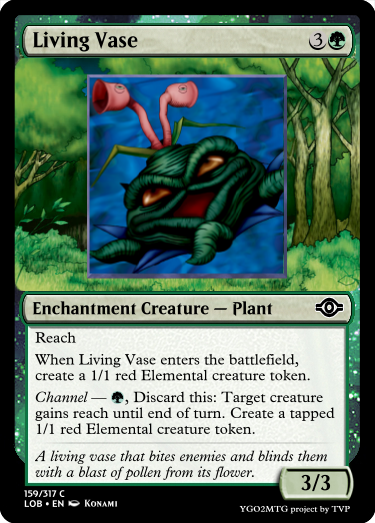 Living Vase 3
Enchantment Creature — Plant
Reach
When Living Vase enters the battlefield,
create a 1/1 red Elemental creature token.
Channel — , Discard this: Target creature
gains reach until end of turn. Create a tapped
1/1 red Elemental creature token.
A living vase that bites enemies and blinds them
with a blast of pollen from its flower.
3/3
159/317 C
LOB • EN Konami
YGO2MTG project by TVP